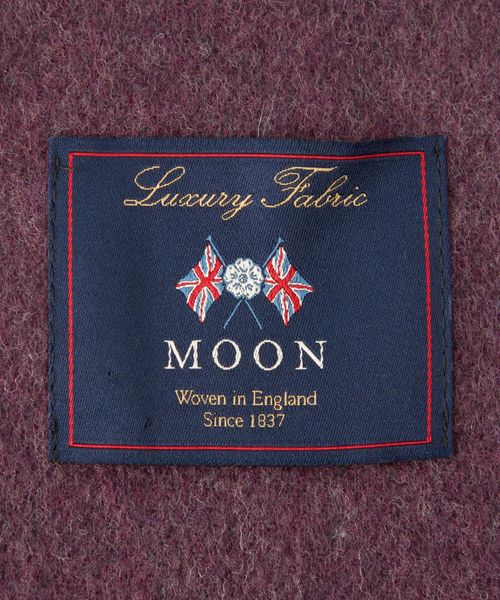 Luxury Fabric
MOON
Woven in England
Since 1837